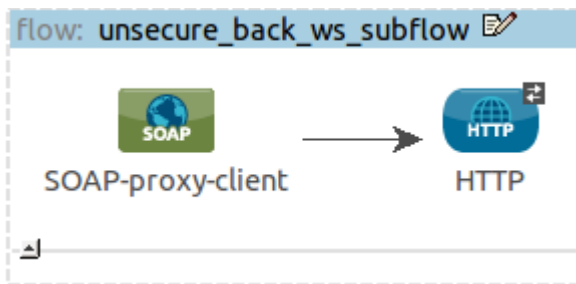 flow: unsecure_back_ws_subflow
SOAP HTTP
SOAP-proxy-client HTTP